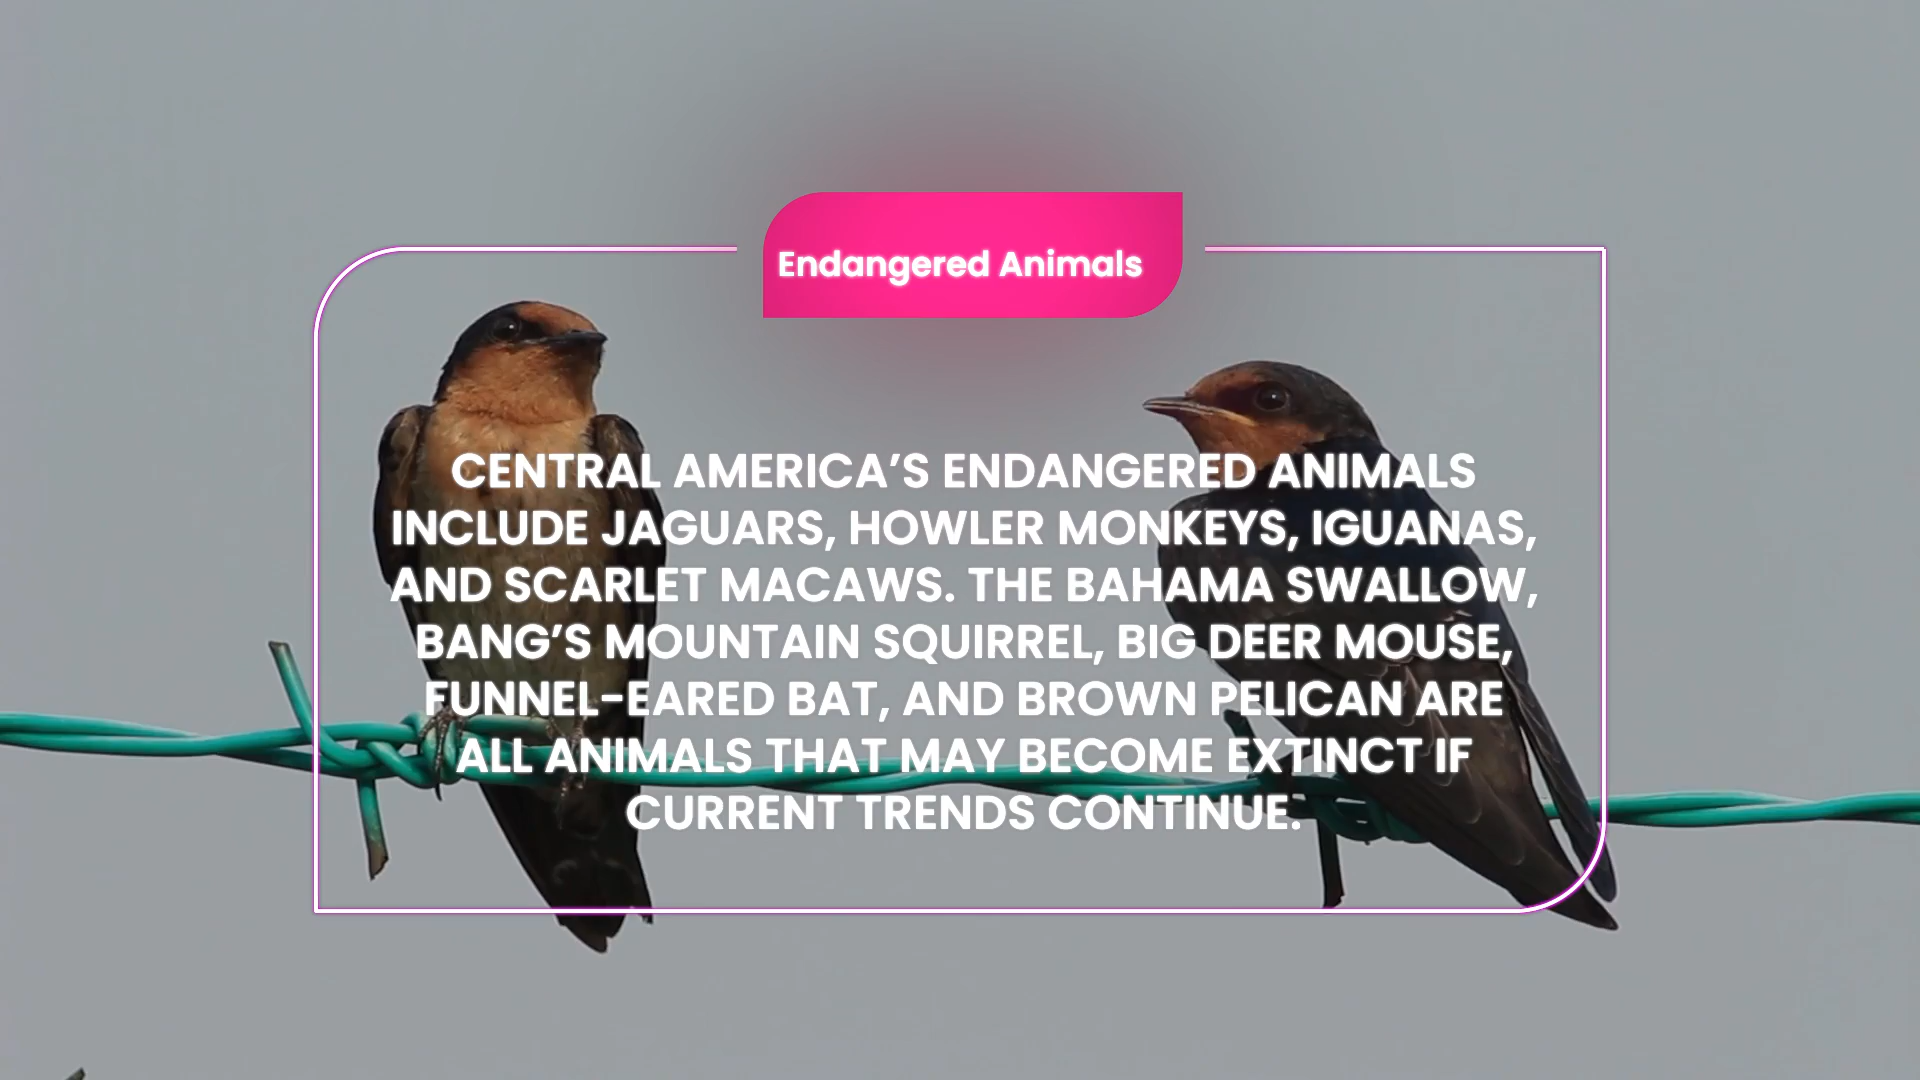 Endangered Animals
CENTRAL AMERICA’S ENDANGERED ANIMALS
INCLUDE JAGUARS, HOWLER MONKEYS, IGUANAS,
AND SCARLET MACAWS. THE BAHAMA SWALLOW,
BANG’S MOUNTAIN SQUIRREL, BIG DEER MOUSE,
FUNNEL-EARED BAT, AND BROWN PELICAN ARE
ALL ANIMALS THAT MAY BECOME EXTINCT IF
CURRENT TRENDS CONTINUE.